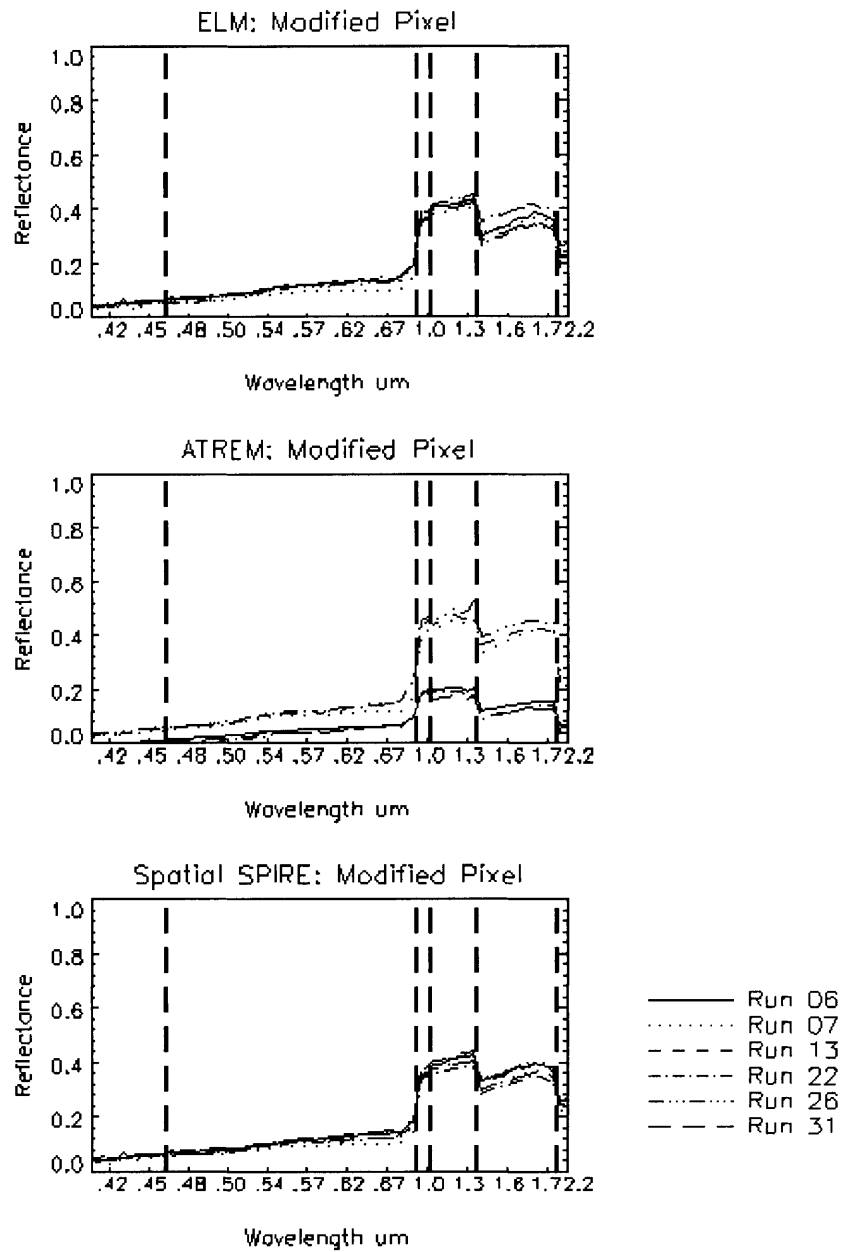 ELM: Modified Pixel
1.0
0.8
0.6
0.4
0.2
0.0
Reflectance
.42 .45 .48 .50 .54 .57 .62 .67 1.0 1.3 1.6 1.7 2.2
Wavelength um
ATREM: Modified Pixel
1.0
0.8
0.6
0.4
0.2
0.0
Reflectance
.42 .45 .48 .50 .54 .57 .62 .67 1.0 1.3 1.6 1.7 2.2
Wavelength um
Spatial SPIRE: Modified Pixel
1.0
0.8
0.6
0.4
0.2
0.0
Reflectance
.42 .45 .48 .50 .54 .57 .62 .67 1.0 1.3 1.6 1.7 2.2
Wavelength um
Run 06
Run 07
Run 13
Run 22
Run 26
Run 31